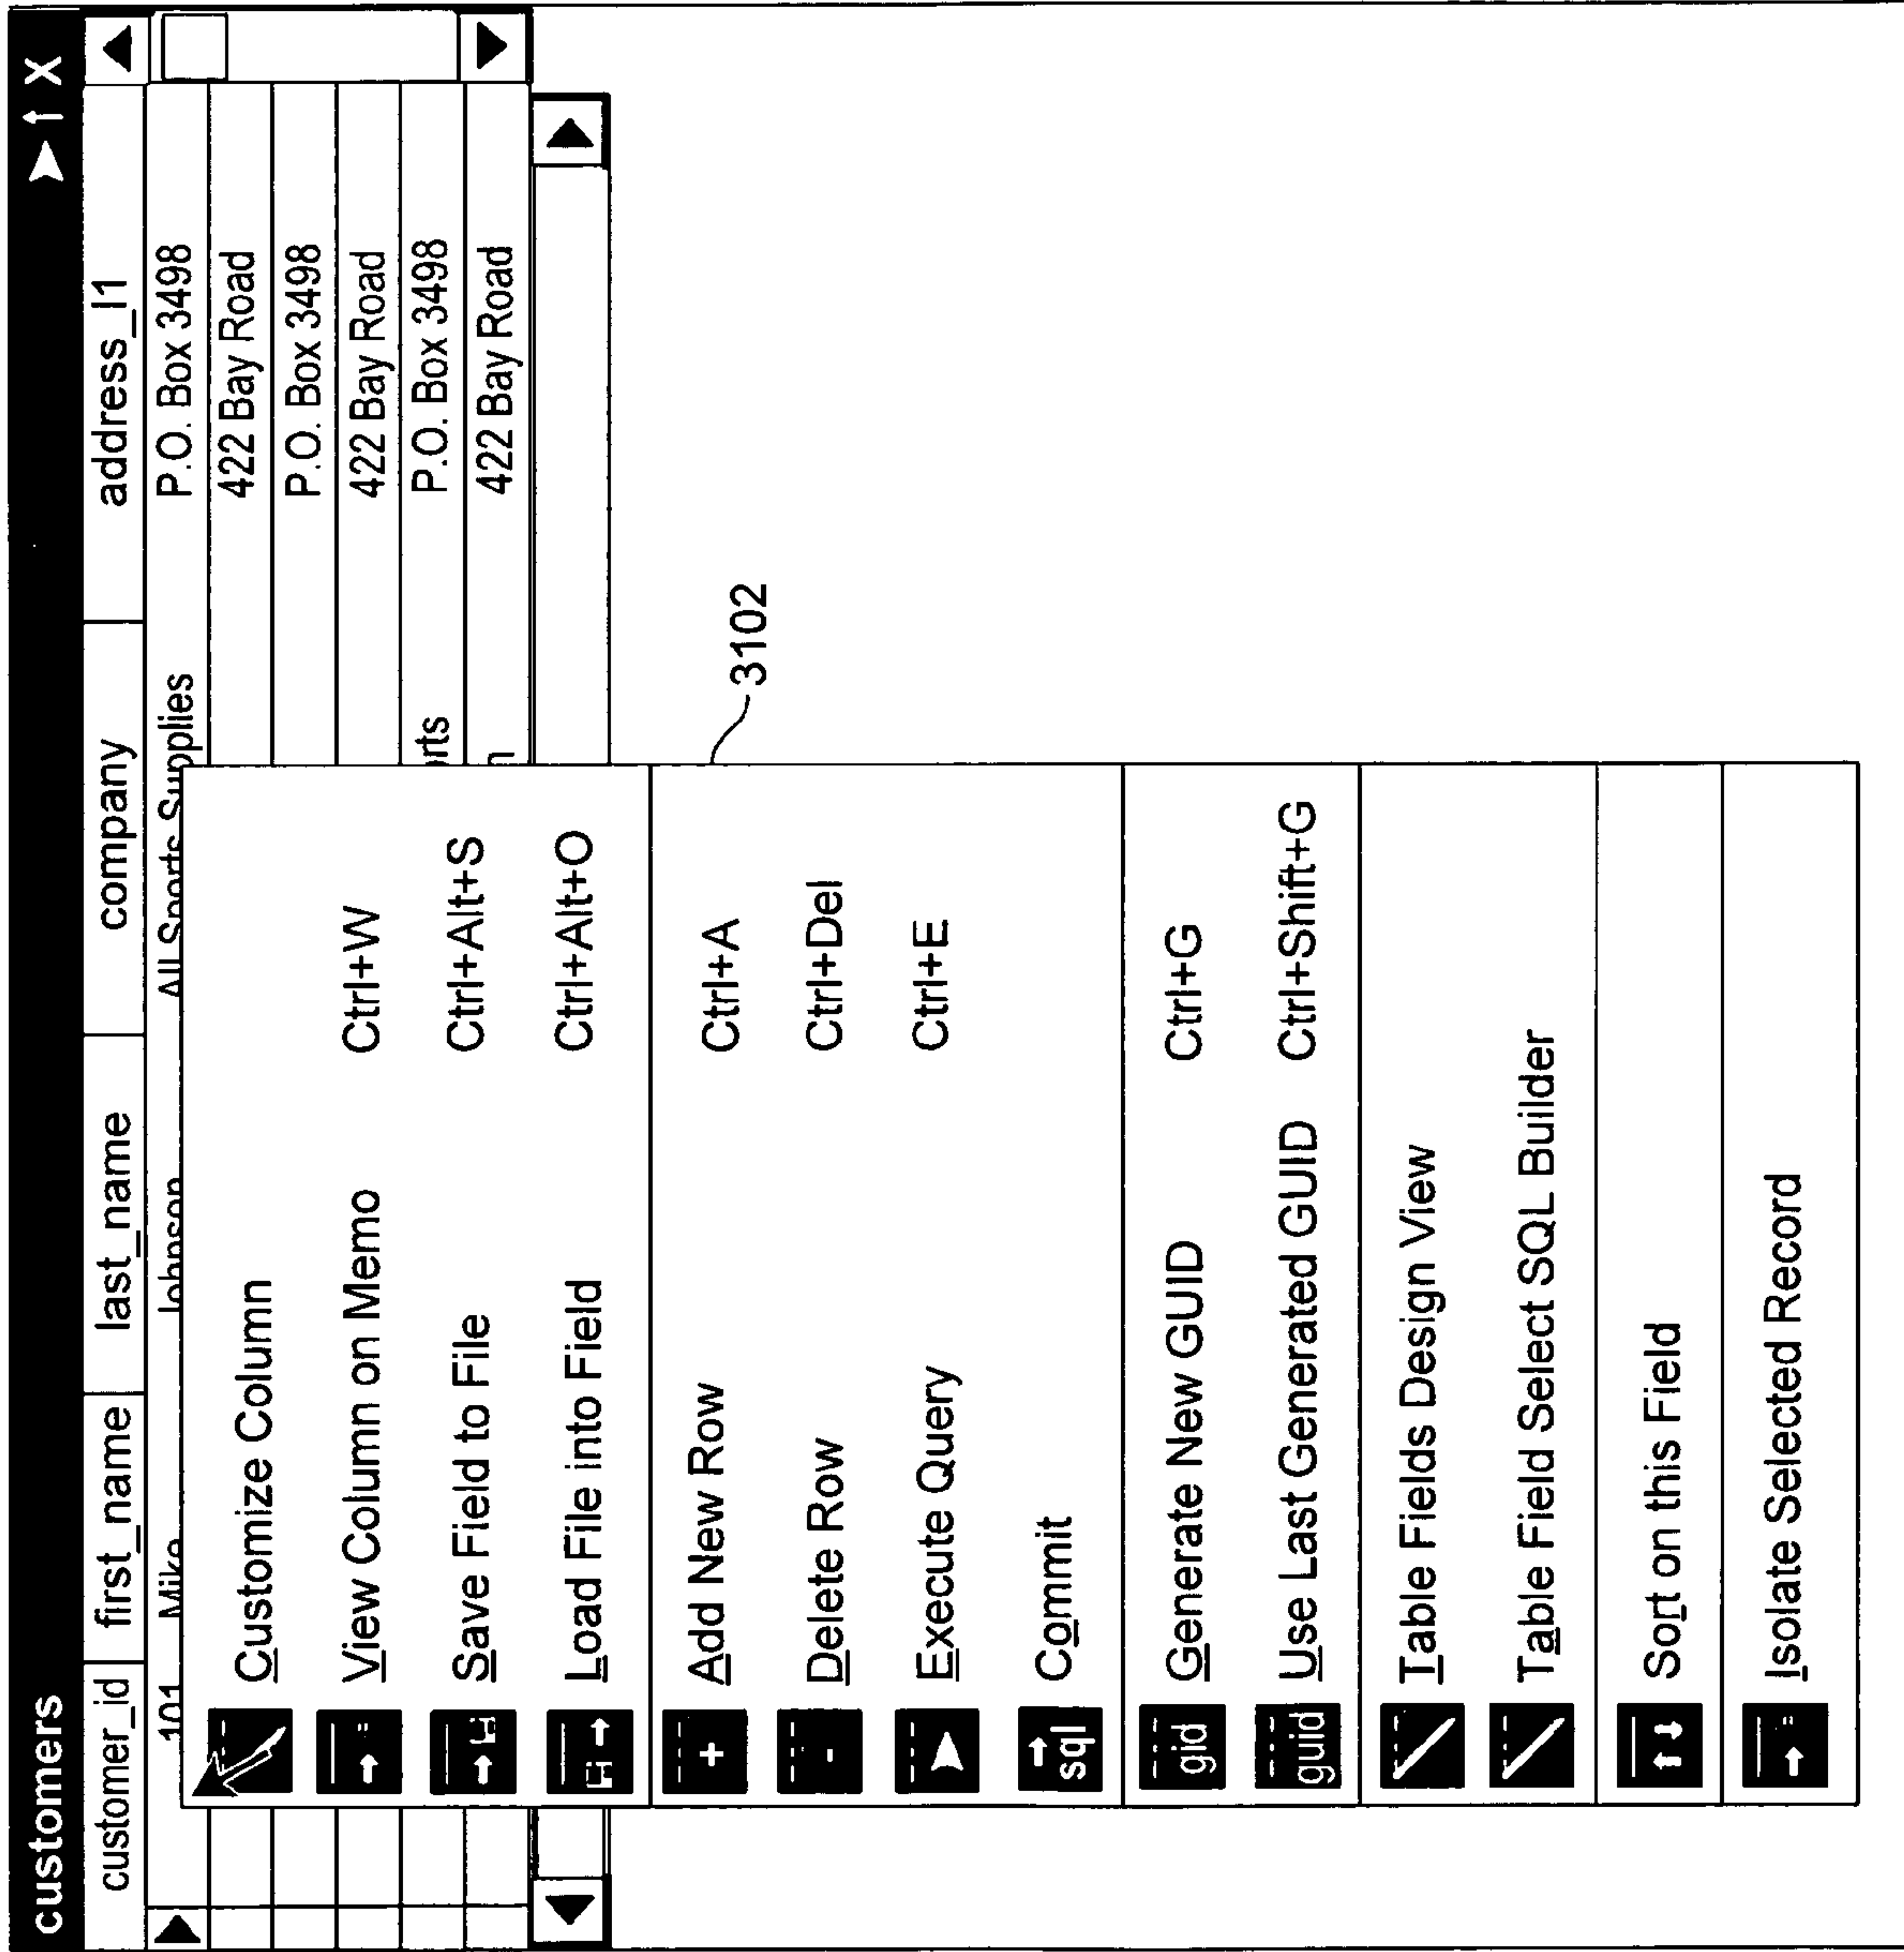 customers
X
customer_id first_name last_name company address_l1
101 Mike Johnson All Sports Supplies P.O. Box 3498
422 Bay Road
P.O. Box 3498
422 Bay Road
rts P.O. Box 3498
n 422 Bay Road
Customize Column
View Column on Memo Ctrl+W
Save Field to File Ctrl+Alt+S
Load File into Field Ctrl+Alt+O
+ Add New Row Ctrl+A
- Delete Row Ctrl+Del
Execute Query Ctrl+E
sql Commit
gid Generate New GUID Ctrl+G
guid Use Last Generated GUID Ctrl+Shift+G
Table Fields Design View
Table Field Select SQL Builder
Sort on this Field
Isolate Selected Record
3102